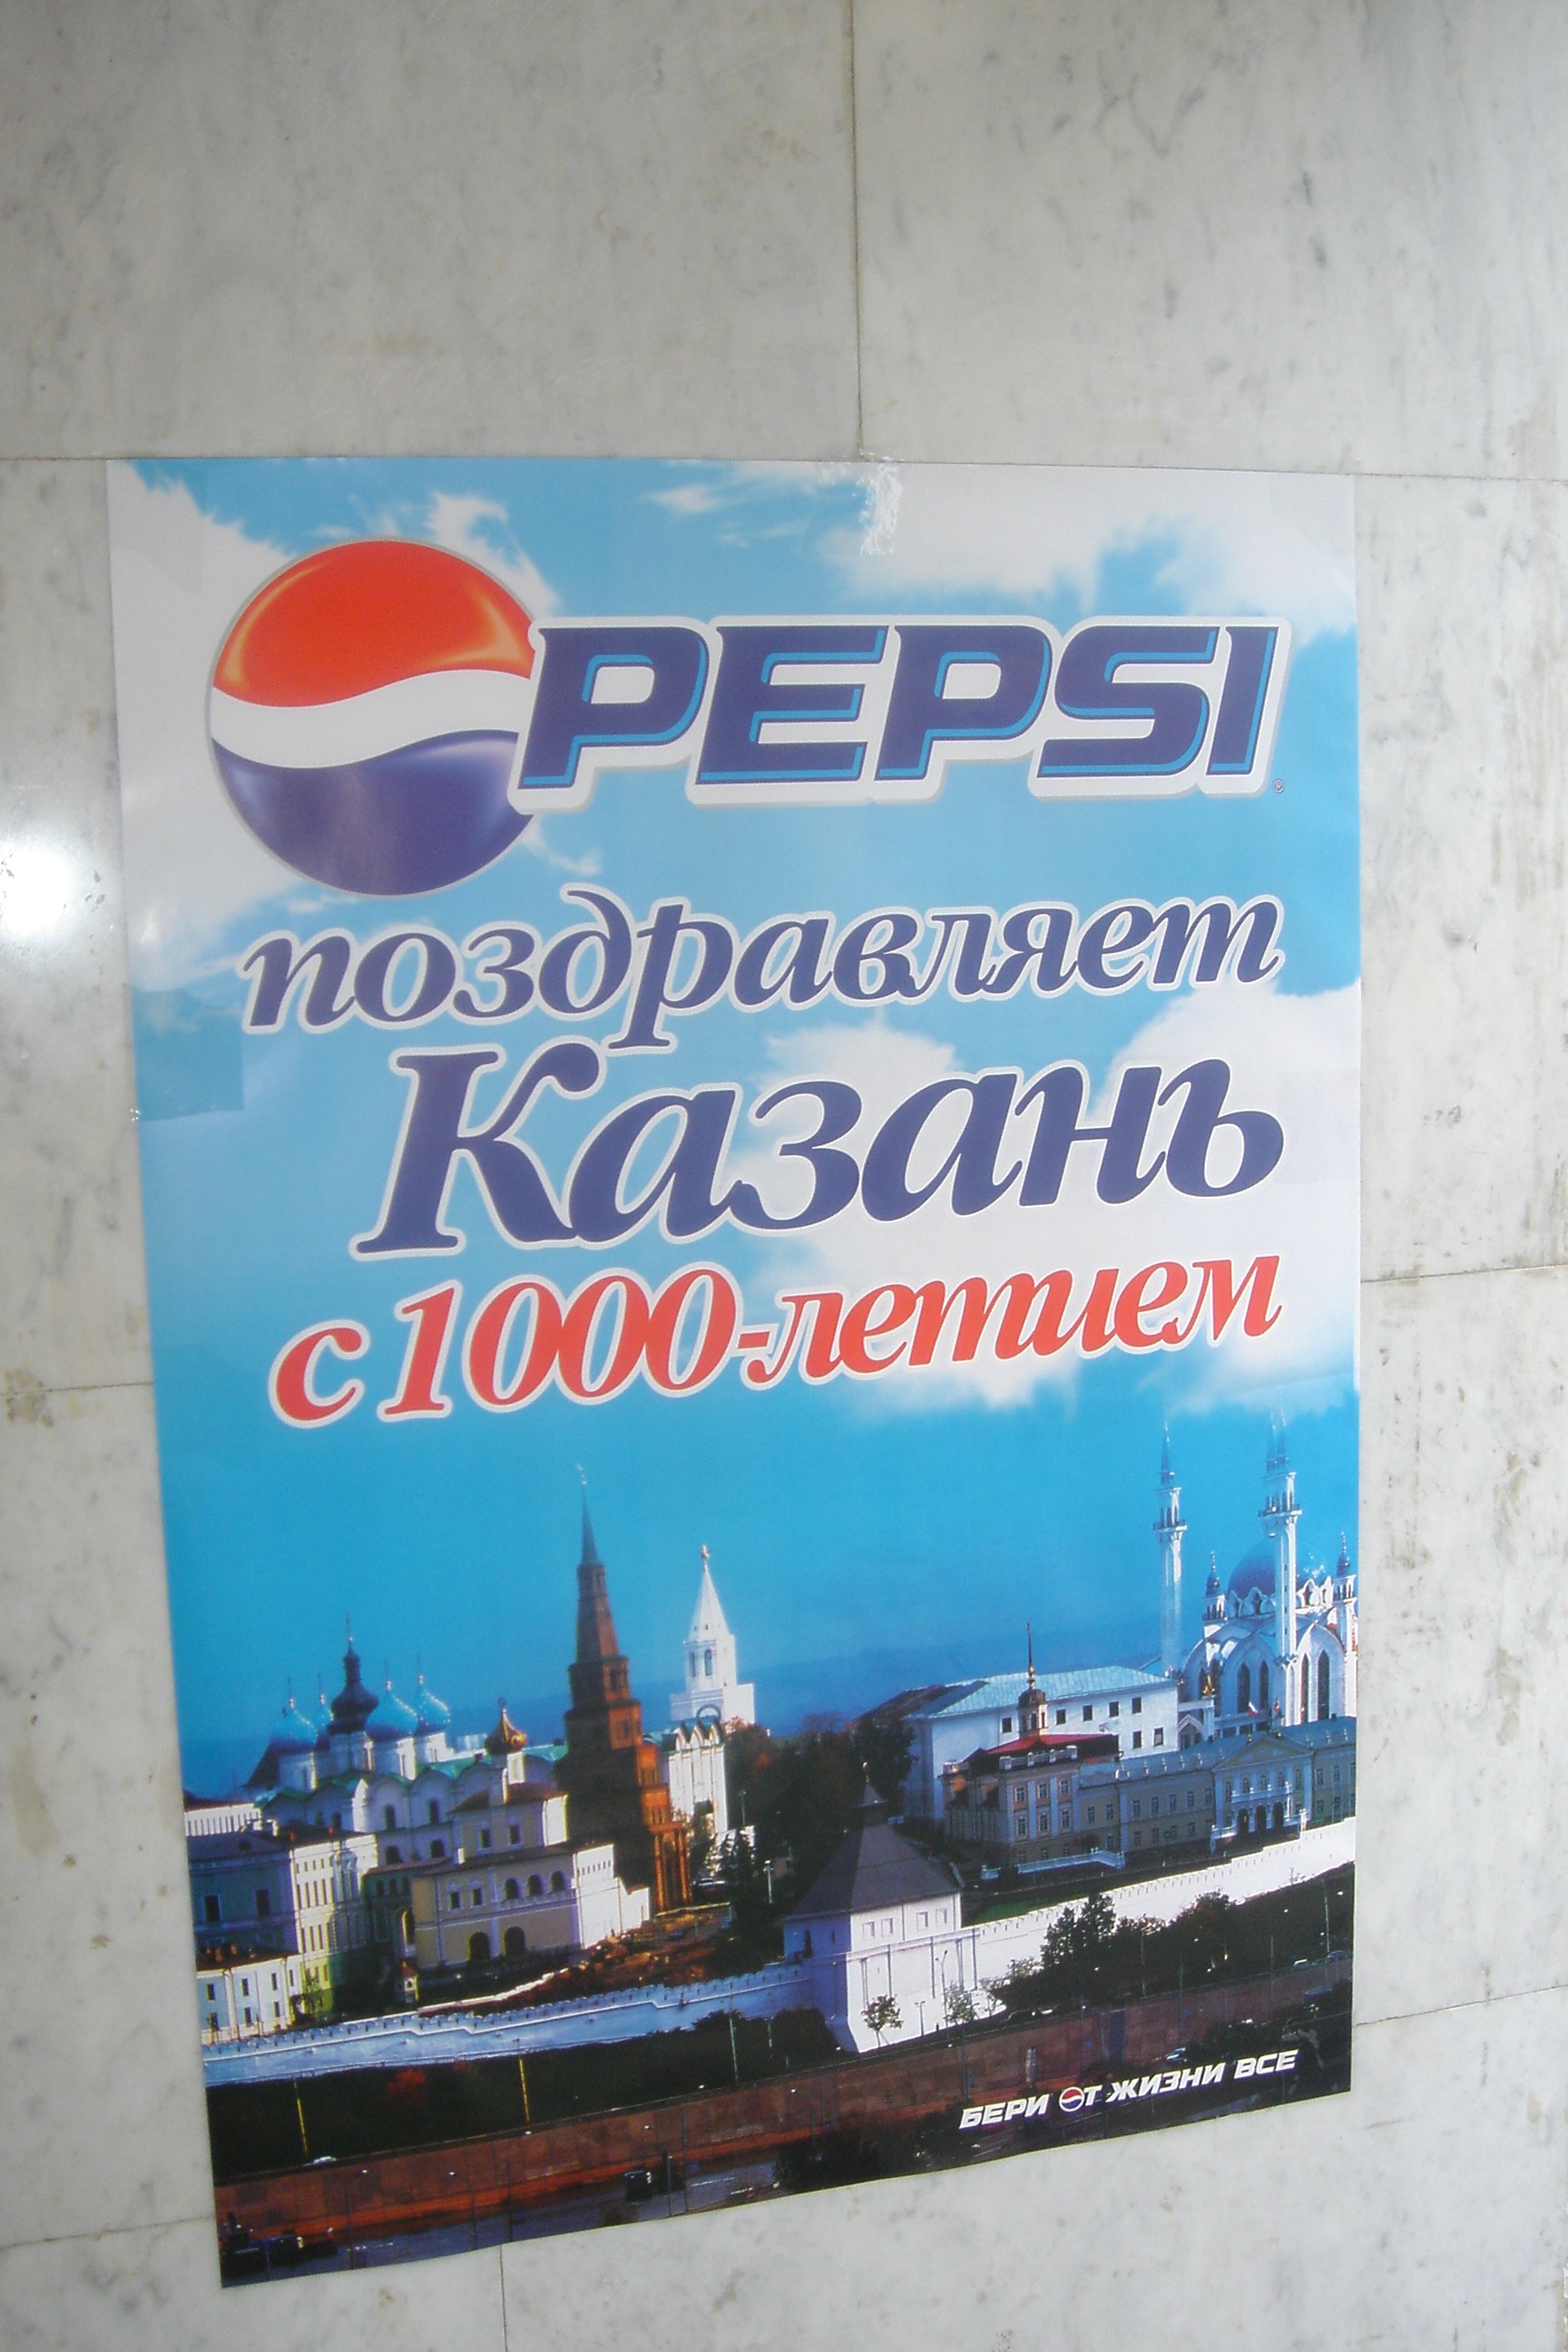 PEPSI
поздравляет
Казань
с 1000-летием
БЕРИ ОТ ЖИЗНИ ВСЕ